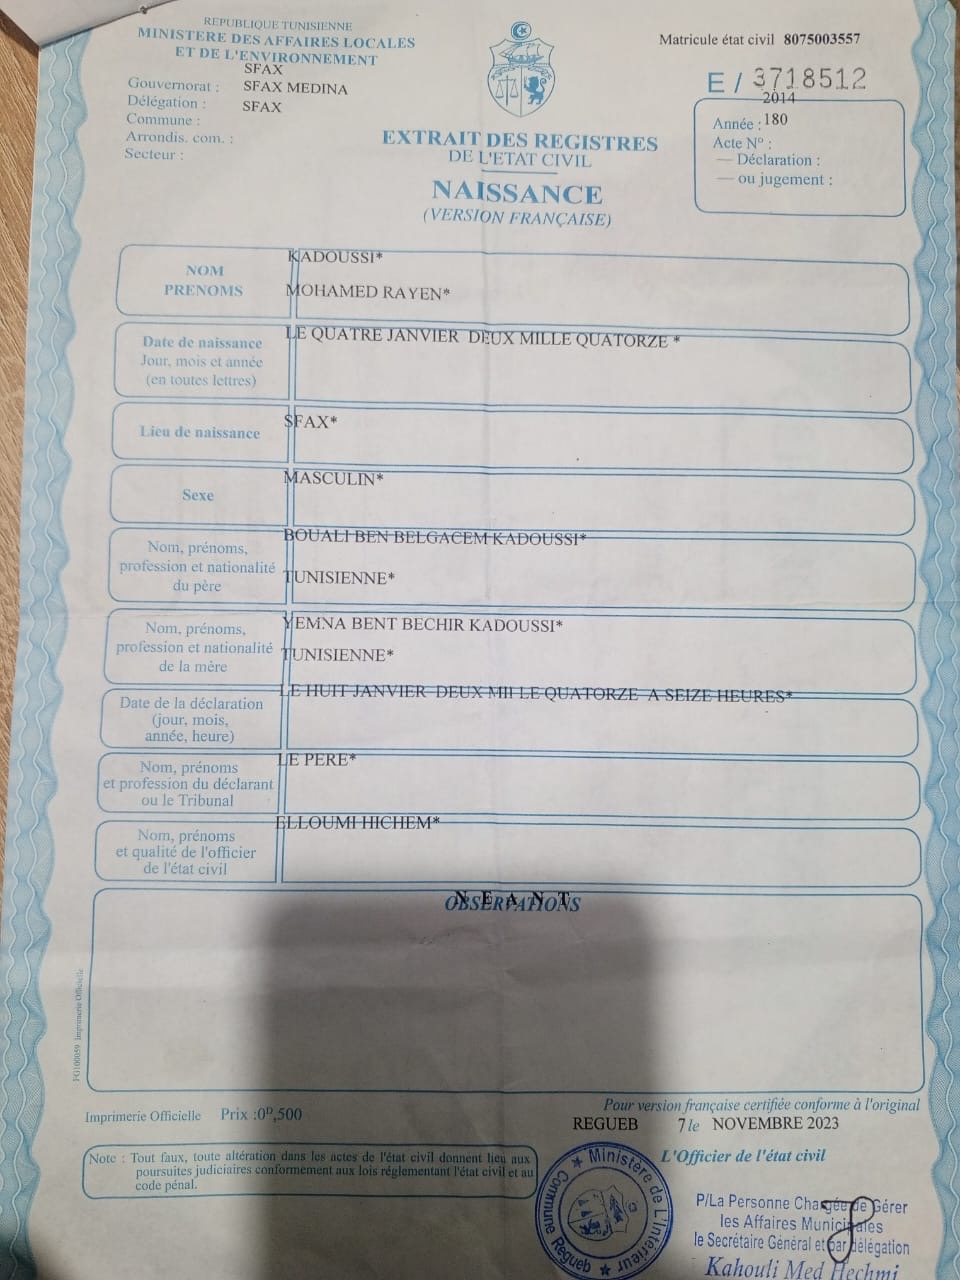 REPUBLIQUE TUNISIENNE
MINISTERE DES AFFAIRES LOCALES
ET DE L'ENVIRONNEMENT
SFAX
Gouvernorat : SFAX MEDINA
Délégation : SFAX
Commune :
Arrondis. com. :
Secteur :
Matricule état civil 8075003557
E / 3718512
2014
Année : 180
Acte N° :
— Déclaration :
— ou jugement :
EXTRAIT DES REGISTRES
DE L'ETAT CIVIL
NAISSANCE
(VERSION FRANÇAISE)
NOM
PRENOMS
KADOUSSI*
MOHAMED RAYEN*
Date de naissance
Jour, mois et année
(en toutes lettres)
LE QUATRE JANVIER DEUX MILLE QUATORZE *
Lieu de naissance
SFAX*
Sexe
MASCULIN*
Nom, prénoms,
profession et nationalité
du père
BOUALI BEN BELGACEM KADOUSSI*
TUNISIENNE*
Nom, prénoms,
profession et nationalité
de la mère
YEMNA BENT BECHIR KADOUSSI*
TUNISIENNE*
Date de la déclaration
(jour, mois,
année, heure)
LE HUIT JANVIER DEUX MILLE QUATORZE A SEIZE HEURES*
Nom, prénoms
et profession du déclarant
ou le Tribunal
LE PERE*
Nom, prénoms
et qualité de l'officier
de l'état civil
ELLOUMI HICHEM*
OBSERVATIONS
N E A N T
FG100059 Imprimerie Officielle
Imprimerie Officielle Prix :0D,500
Pour version française certifiée conforme à l'original
REGUEB 7 le NOVEMBRE 2023
L'Officier de l'état civil
Note : Tout faux, toute altération dans les actes de l'état civil donnent lieu aux
poursuites judiciaires conformement aux lois réglementant l'état civil et au
code pénal.
Ministère de L'Intérieur
Commune Regueb
P/La Personne Chargée de Gérer
les Affaires Municipales
le Secrétaire Général et par délégation
Kahouli Med Hechmi